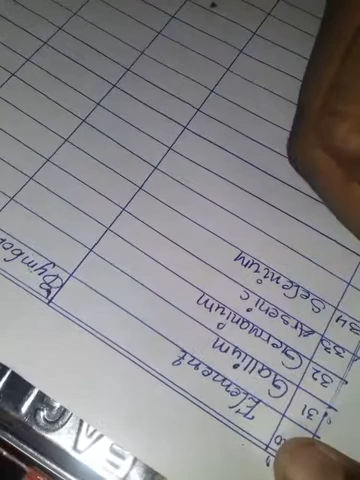 Element Symbol
31 Gallium
32 Germanium
33 Arsenic
34 Selenium